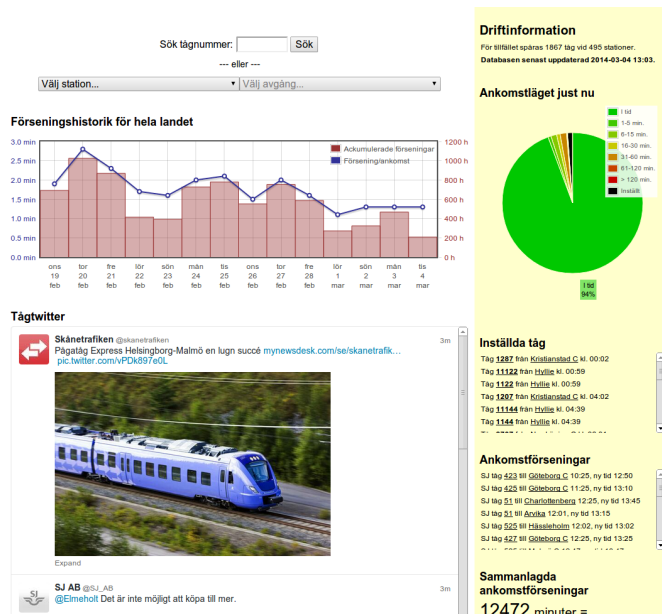 Sök tågnummer: Sök
--- eller ---
Välj station... Välj avgång...
Förseningshistorik för hela landet
3.0 min
2.5 min
2.0 min
1.5 min
1.0 min
0.5 min
0.0 min
Ackumulerade förseningar
Försening/ankomst
1200 h
1000 h
800 h
600 h
400 h
200 h
0 h
ons tor fre lör sön mån tis ons tor fre lör sön mån tis
19 20 21 22 23 24 25 26 27 28 1 2 3 4
feb feb feb feb feb feb feb feb feb feb mar mar mar mar
Tågtwitter
Skånetrafiken @skanetrafiken 3m
Pågatåg Express Helsingborg-Malmö en lugn succé mynewsdesk.com/se/skanetrafik…
pic.twitter.com/vPDk897e0L
Expand
SJ
SJ AB @SJ_AB 3m
@Elmeholt Det är inte möjligt att köpa till mer.
Driftinformation
För tillfället spåras 1867 tåg vid 495 stationer.
Databasen senast uppdaterad 2014-03-04 13:03.
Ankomstläget just nu
I tid
1-5 min.
6-15 min.
16-30 min.
31-60 min.
61-120 min.
> 120 min.
Inställt
I tid
94%
Inställda tåg
Tåg 1287 från Kristianstad C kl. 00:02
Tåg 11122 från Hyllie kl. 00:59
Tåg 1122 från Hyllie kl. 00:59
Tåg 1207 från Kristianstad C kl. 04:02
Tåg 11144 från Hyllie kl. 04:39
Tåg 1144 från Hyllie kl. 04:39
Ankomstförseningar
SJ tåg 423 till Göteborg C 10:25, ny tid 12:50
SJ tåg 425 till Göteborg C 11:25, ny tid 13:10
SJ tåg 51 till Charlottenberg 12:25, ny tid 13:45
SJ tåg 51 till Arvika 12:01, ny tid 13:15
SJ tåg 525 till Hässleholm 12:02, ny tid 13:02
SJ tåg 427 till Göteborg C 12:25, ny tid 13:25
Sammanlagda
ankomstförseningar
12472 minuter =